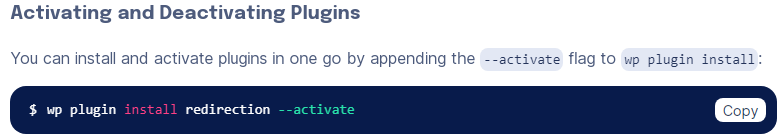 Activating and Deactivating Plugins
You can install and activate plugins in one go by appending the --activate flag to wp plugin install:
$ wp plugin install redirection --activate
Copy